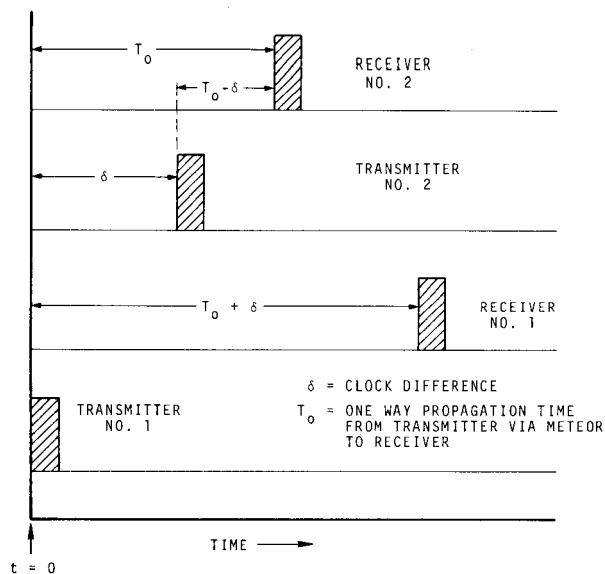 T₀
RECEIVER
NO. 2
T₀-δ
TRANSMITTER
NO. 2
δ
T₀ + δ
RECEIVER
NO. 1
δ = CLOCK DIFFERENCE
TRANSMITTER
NO. 1
T₀ = ONE WAY PROPAGATION TIME
FROM TRANSMITTER VIA METEOR
TO RECEIVER
TIME
t = 0